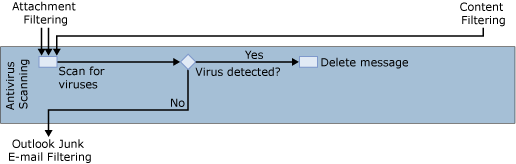 Attachment
Filtering
Content
Filtering
Antivirus
Scanning
Scan for
viruses
Virus detected?
Yes
Delete message
No
Outlook Junk
E-mail Filtering